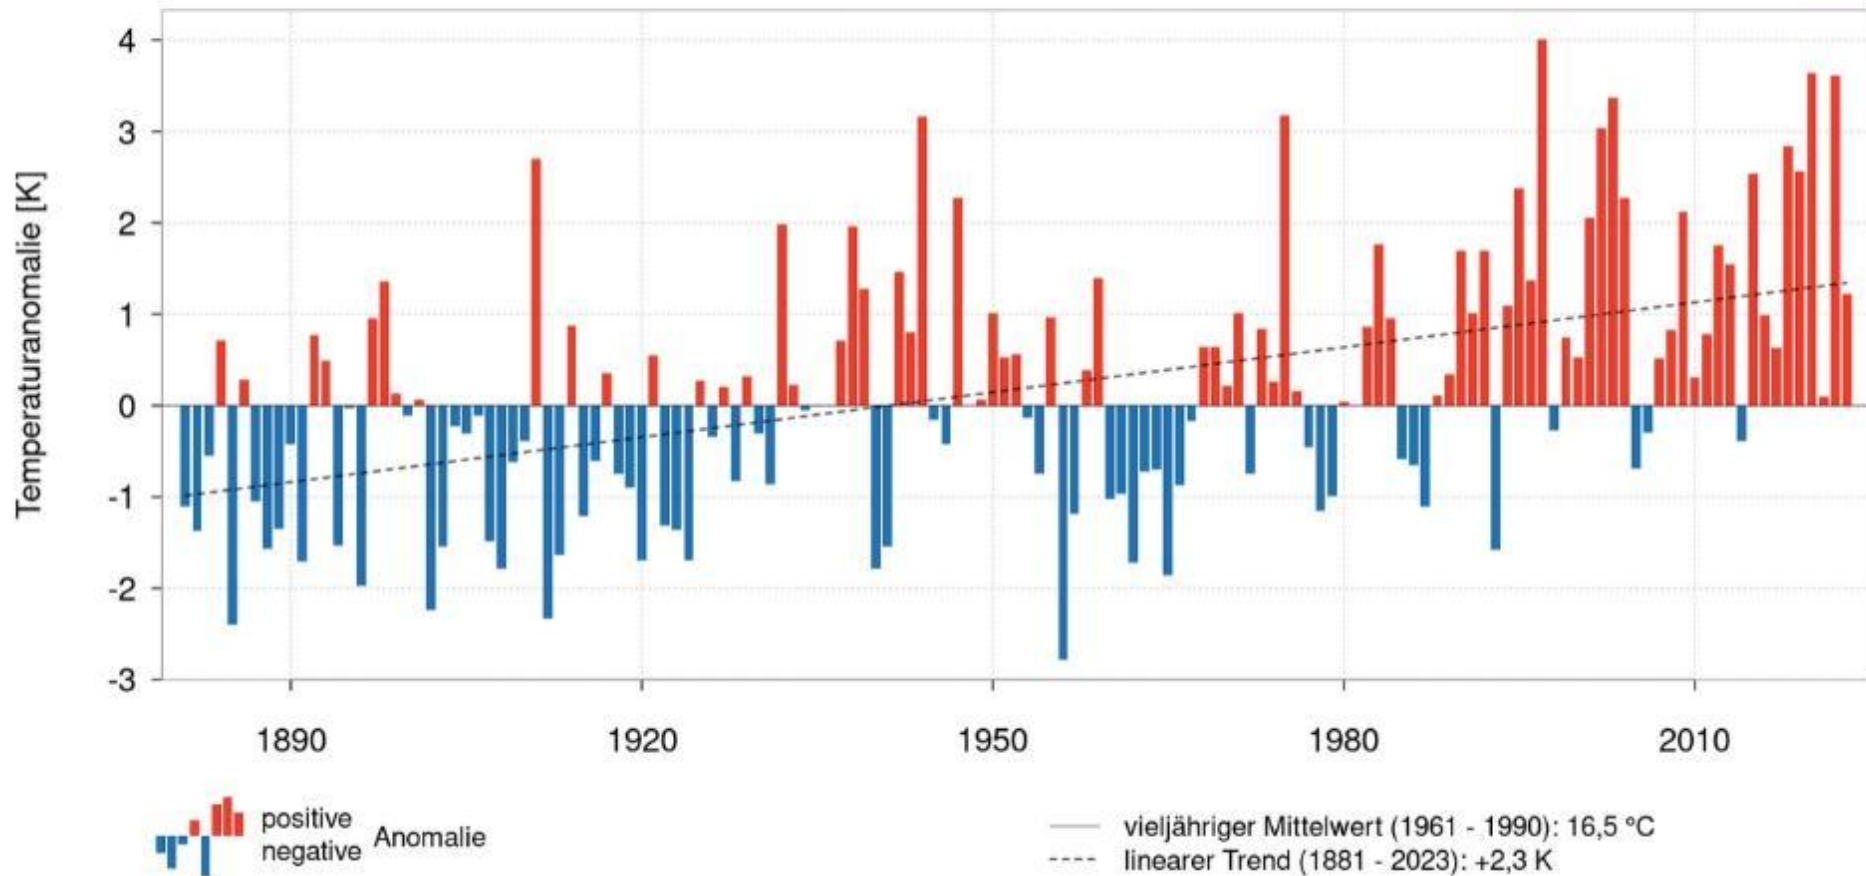 Temperaturanomalie [K]
4
3
2
1
0
-1
-2
-3
1890 1920 1950 1980 2010
positive
negative
Anomalie
vieljähriger Mittelwert (1961 - 1990): 16,5 °C
linearer Trend (1881 - 2023): +2,3 K